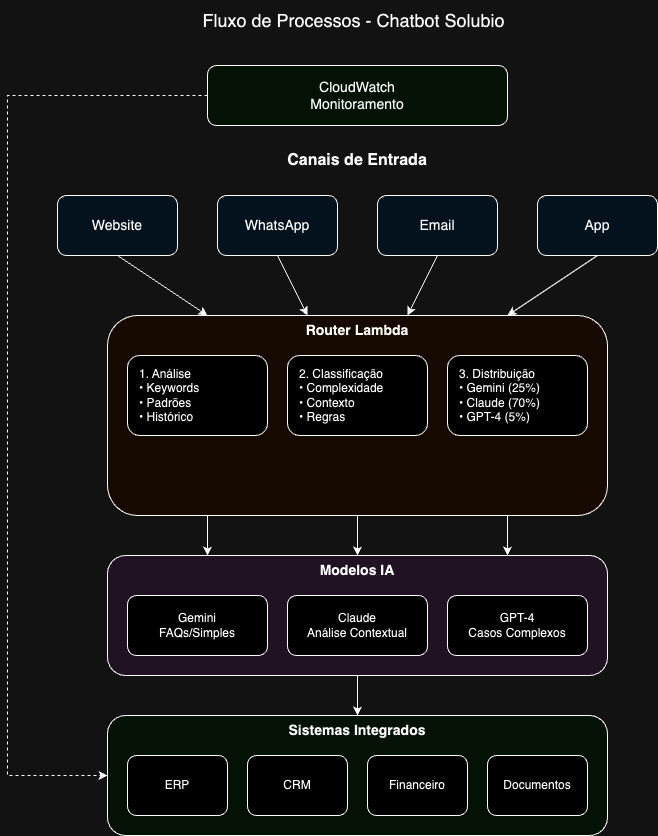 Fluxo de Processos - Chatbot Solubio
CloudWatch
Monitoramento
Canais de Entrada
Website
WhatsApp
Email
App
Router Lambda
1. Análise
• Keywords
• Padrões
• Histórico
2. Classificação
• Complexidade
• Contexto
• Regras
3. Distribuição
• Gemini (25%)
• Claude (70%)
• GPT-4 (5%)
Modelos IA
Gemini
FAQs/Simples
Claude
Análise Contextual
GPT-4
Casos Complexos
Sistemas Integrados
ERP
CRM
Financeiro
Documentos